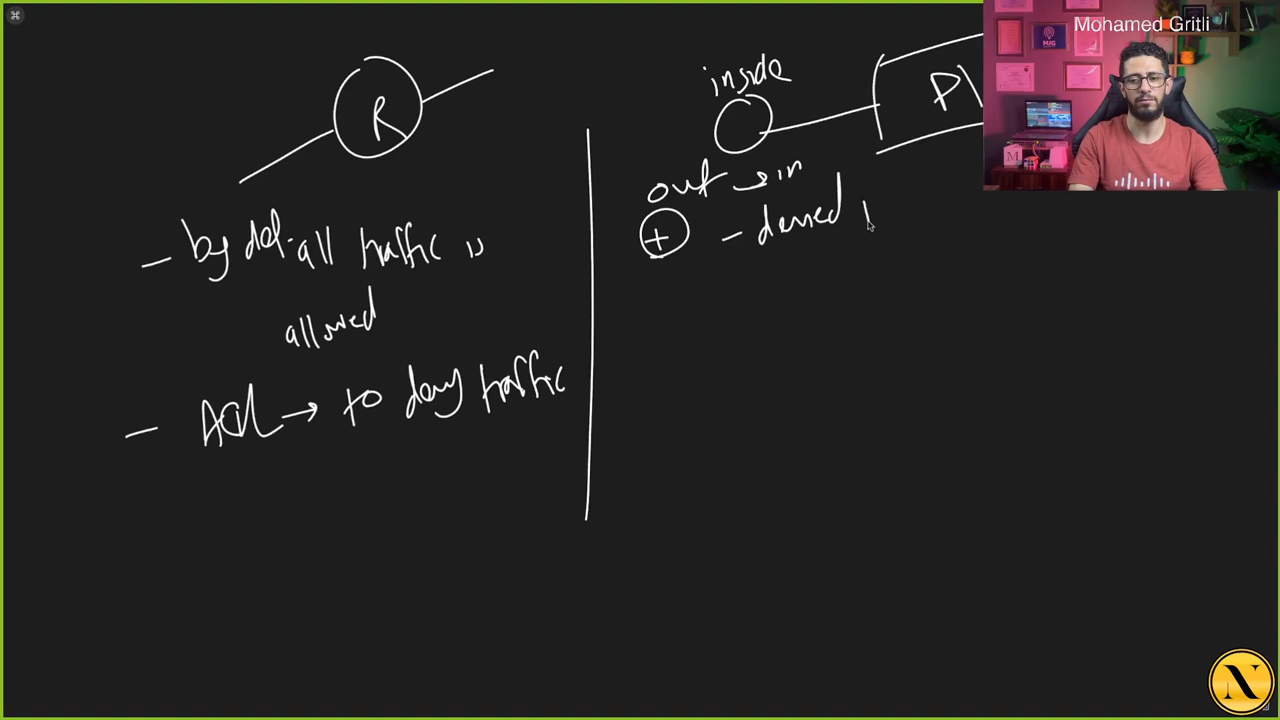 Mohamed Gritli
R
- by def. all traffic is
allowed
- ACL → to deny traffic
inside
out → in
+ - denied
N